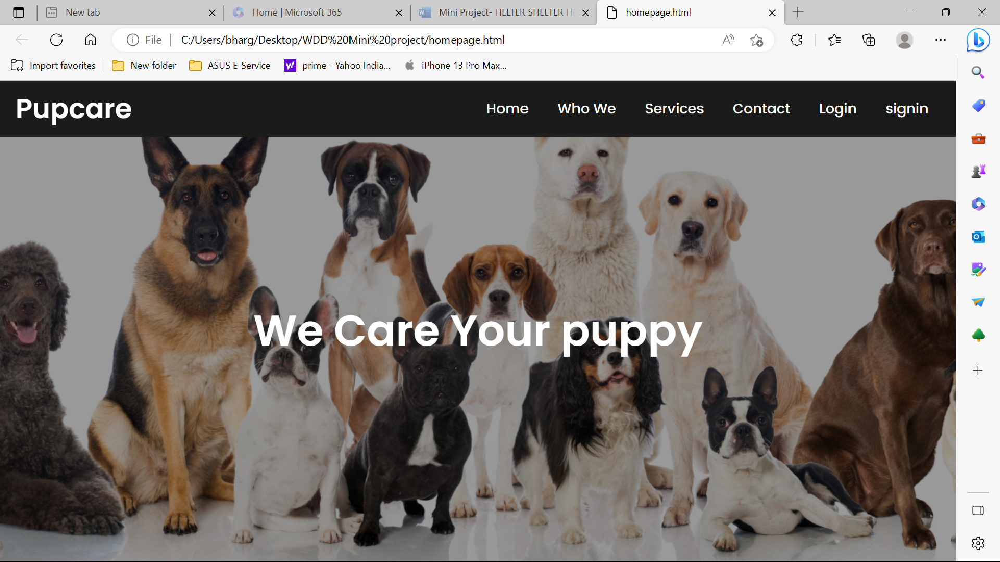 New tab
Home | Microsoft 365
Mini Project- HELTER SHELTER FI
homepage.html
File
C:/Users/bharg/Desktop/WDD%20Mini%20project/homepage.html
Import favorites
New folder
ASUS E-Service
prime - Yahoo India...
iPhone 13 Pro Max...
Pupcare
Home
Who We
Services
Contact
Login
signin
We Care Your puppy